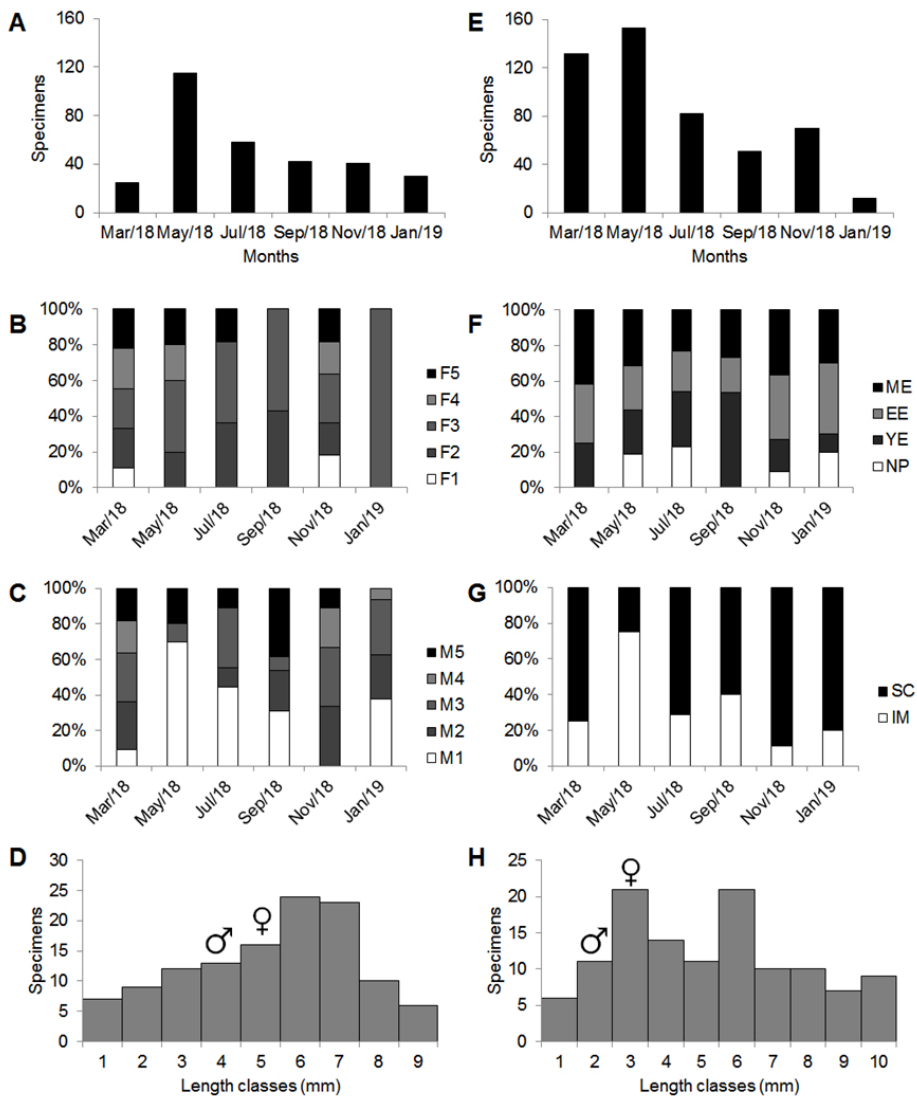 A
Specimens
160
120
80
40
0
Mar/18 May/18 Jul/18 Sep/18 Nov/18 Jan/19
Months
E
Specimens
160
120
80
40
0
Mar/18 May/18 Jul/18 Sep/18 Nov/18 Jan/19
Months
B
100%
80%
60%
40%
20%
0%
Mar/18 May/18 Jul/18 Sep/18 Nov/18 Jan/19
F5
F4
F3
F2
F1
F
100%
80%
60%
40%
20%
0%
Mar/18 May/18 Jul/18 Sep/18 Nov/18 Jan/19
ME
EE
YE
NP
C
100%
80%
60%
40%
20%
0%
Mar/18 May/18 Jul/18 Sep/18 Nov/18 Jan/19
M5
M4
M3
M2
M1
G
100%
80%
60%
40%
20%
0%
Mar/18 May/18 Jul/18 Sep/18 Nov/18 Jan/19
SC
IM
D
Specimens
30
25
20
15
10
5
0
♂ ♀
1 2 3 4 5 6 7 8 9
Length classes (mm)
H
Specimens
25
20
15
10
5
0
♂ ♀
1 2 3 4 5 6 7 8 9 10
Length classes (mm)